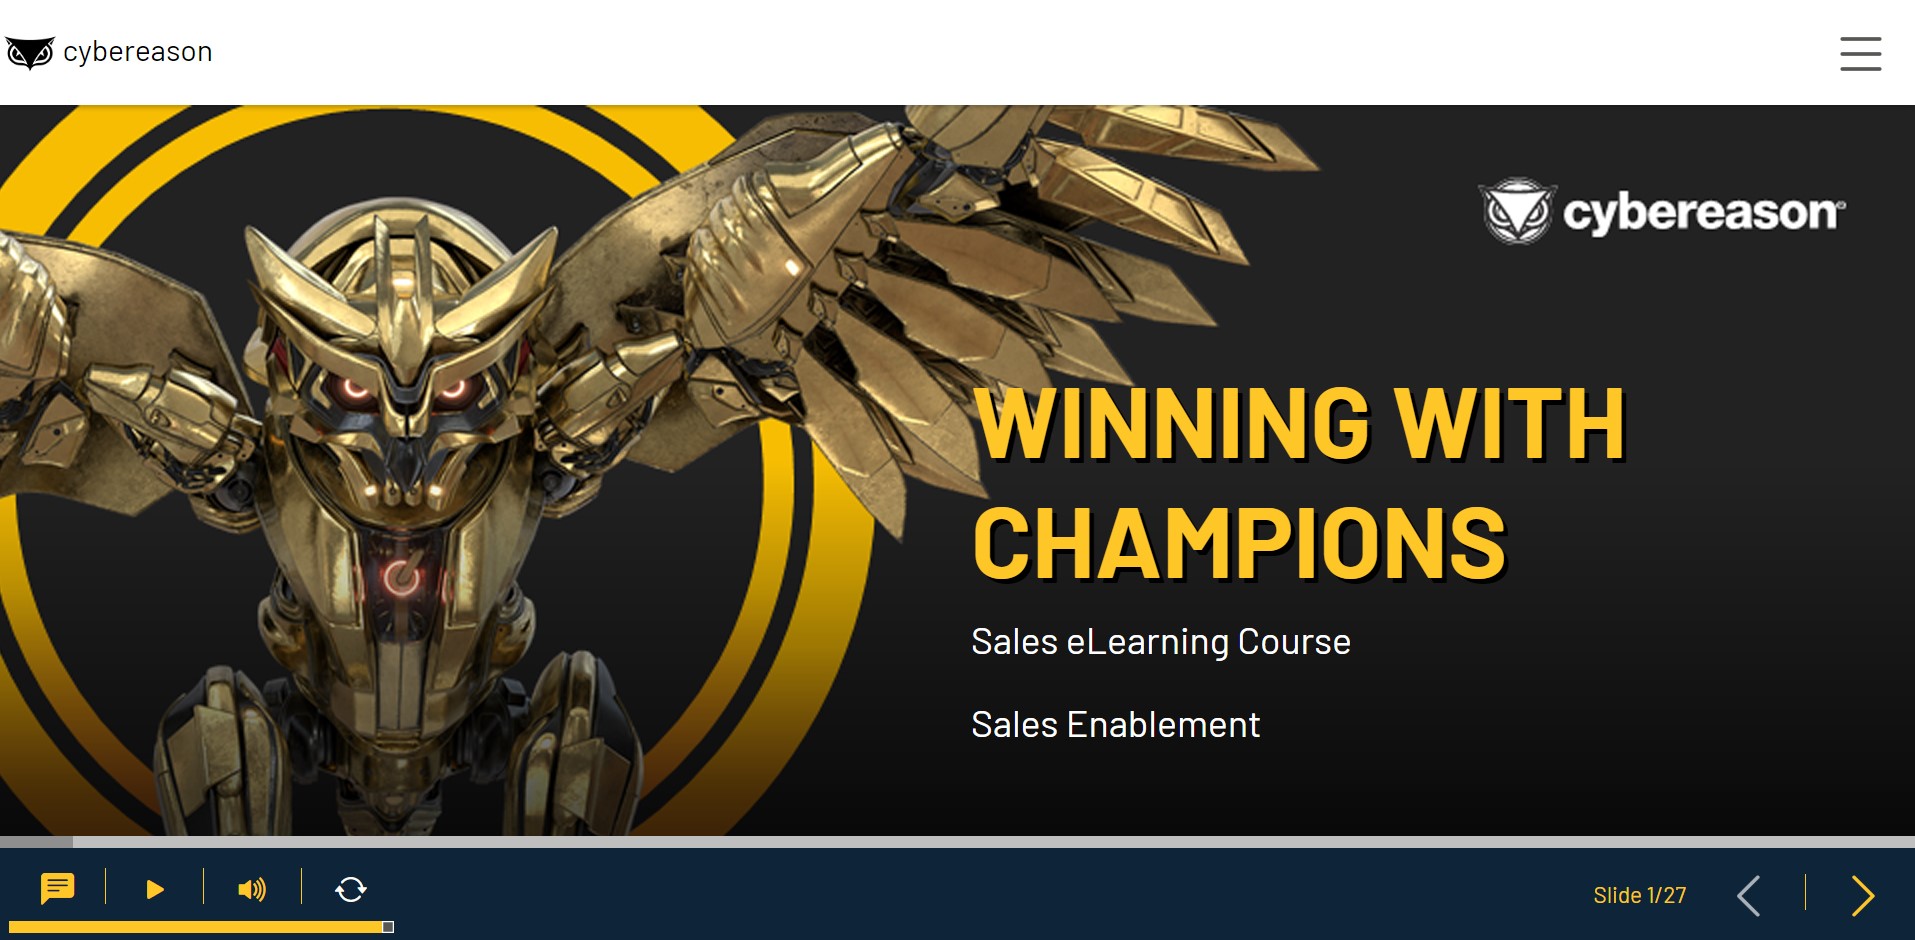 cybereason
cybereason
WINNING WITH
CHAMPIONS
Sales eLearning Course
Sales Enablement
Slide 1/27